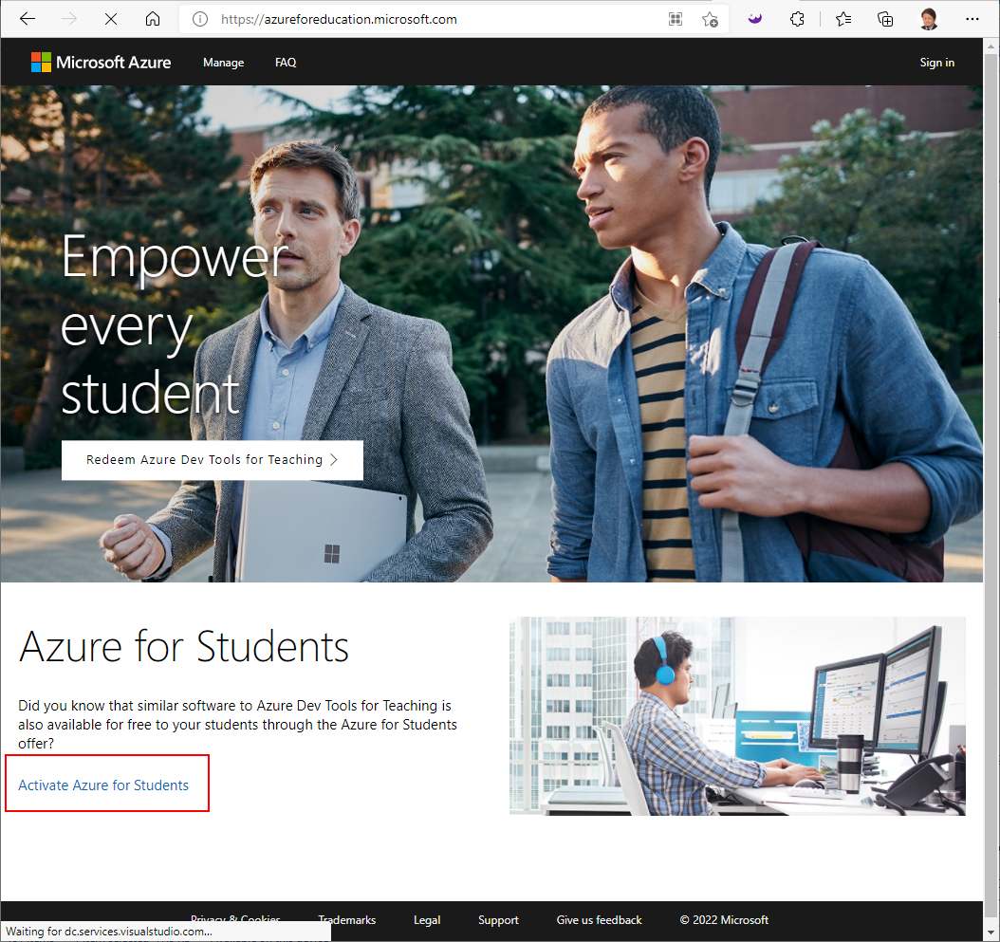 https://azureforeducation.microsoft.com
Microsoft Azure
Manage
FAQ
Sign in
Empower
every
student
Redeem Azure Dev Tools for Teaching
Azure for Students
Did you know that similar software to Azure Dev Tools for Teaching is
also available for free to your students through the Azure for Students
offer?
Activate Azure for Students
Privacy & Cookies
Trademarks
Legal
Support
Give us feedback
© 2022 Microsoft
Waiting for dc.services.visualstudio.com...